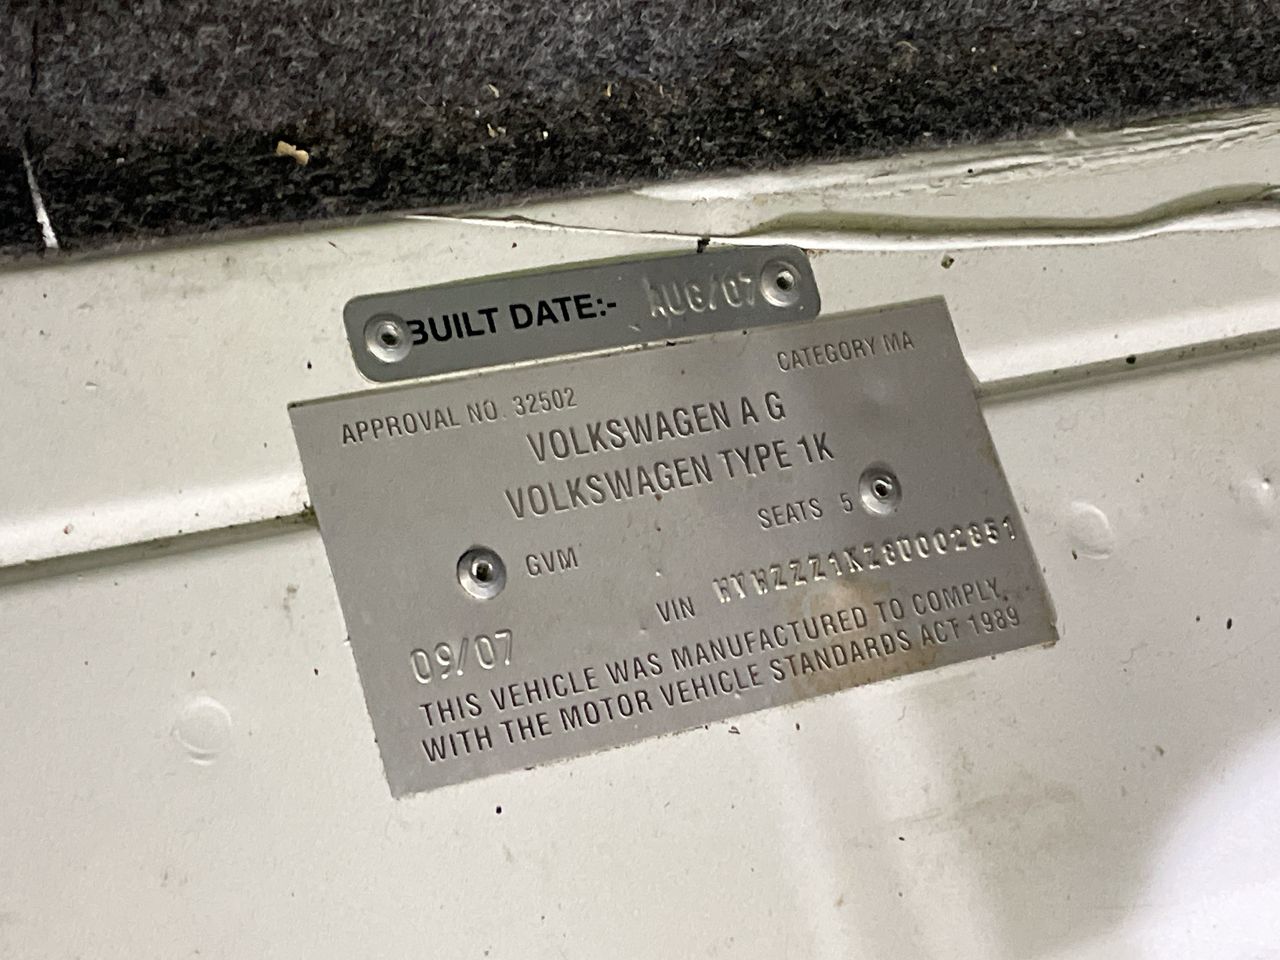 BUILT DATE:- AUG/07
APPROVAL NO. 32502 CATEGORY MA
VOLKSWAGEN A G
VOLKSWAGEN TYPE 1K
SEATS 5
GVM
VIN WVWZZZ1KZ8U002851
09/07
THIS VEHICLE WAS MANUFACTURED TO COMPLY
WITH THE MOTOR VEHICLE STANDARDS ACT 1989